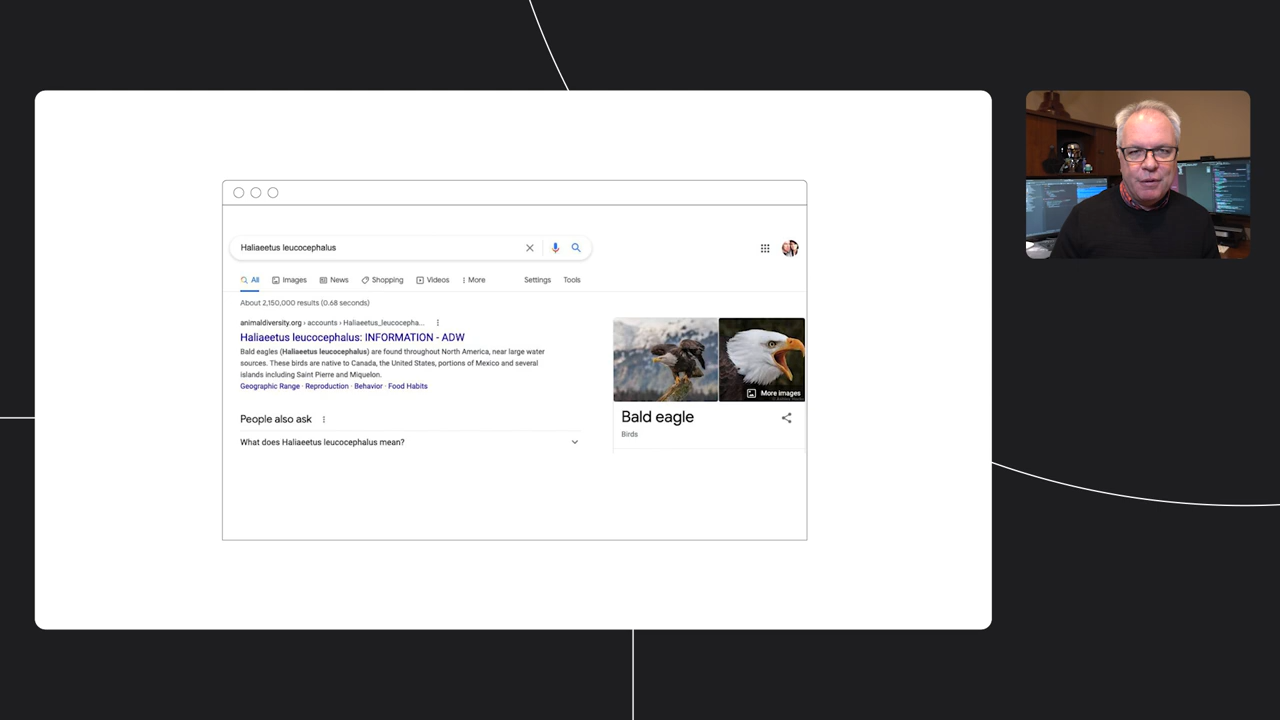 Haliaeetus leucocephalus
All Images News Shopping Videos More Settings Tools
About 2,150,000 results (0.68 seconds)
animaldiversity.org › accounts › Haliaeetus_leucocepha...
Haliaeetus leucocephalus: INFORMATION - ADW
Bald eagles (Haliaeetus leucocephalus) are found throughout North America, near large water
sources. These birds are native to Canada, the United States, portions of Mexico and several
islands including Saint Pierre and Miquelon.
Geographic Range · Reproduction · Behavior · Food Habits
People also ask
What does Haliaeetus leucocephalus mean?
More images
Bald eagle
Birds